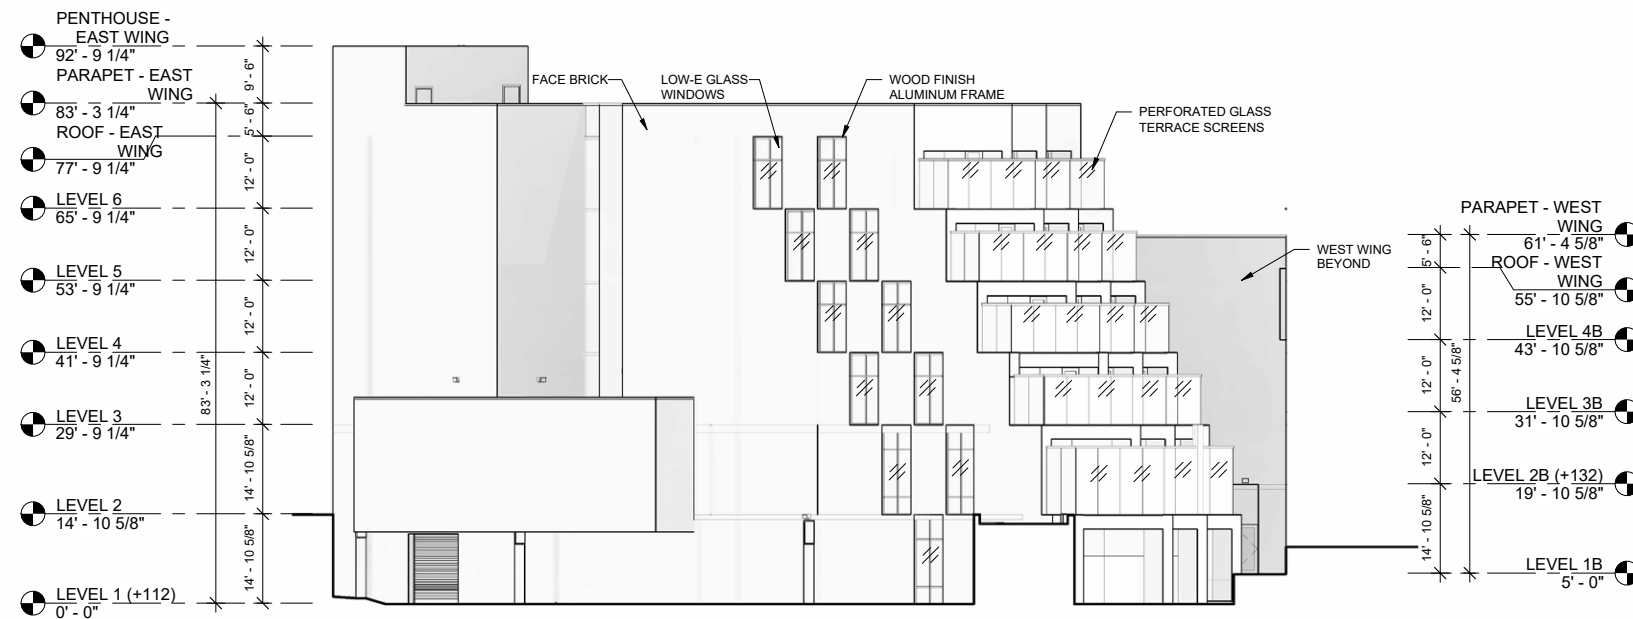 PENTHOUSE -
EAST WING
92' - 9 1/4"
PARAPET - EAST
WING
83' - 3 1/4"
ROOF - EAST
WING
77' - 9 1/4"
LEVEL 6
65' - 9 1/4"
LEVEL 5
53' - 9 1/4"
LEVEL 4
41' - 9 1/4"
LEVEL 3
29' - 9 1/4"
LEVEL 2
14' - 10 5/8"
LEVEL 1 (+112)
0' - 0"
83' - 3 1/4"
9' - 6"
5' - 6"
12' - 0"
12' - 0"
12' - 0"
12' - 0"
14' - 10 5/8"
14' - 10 5/8"
FACE BRICK
LOW-E GLASS
WINDOWS
WOOD FINISH
ALUMINUM FRAME
PERFORATED GLASS
TERRACE SCREENS
WEST WING
BEYOND
5' - 6"
12' - 0"
12' - 0"
12' - 0"
14' - 10 5/8"
56' - 4 5/8"
PARAPET - WEST
WING
61' - 4 5/8"
ROOF - WEST
WING
55' - 10 5/8"
LEVEL 4B
43' - 10 5/8"
LEVEL 3B
31' - 10 5/8"
LEVEL 2B (+132)
19' - 10 5/8"
LEVEL 1B
5' - 0"